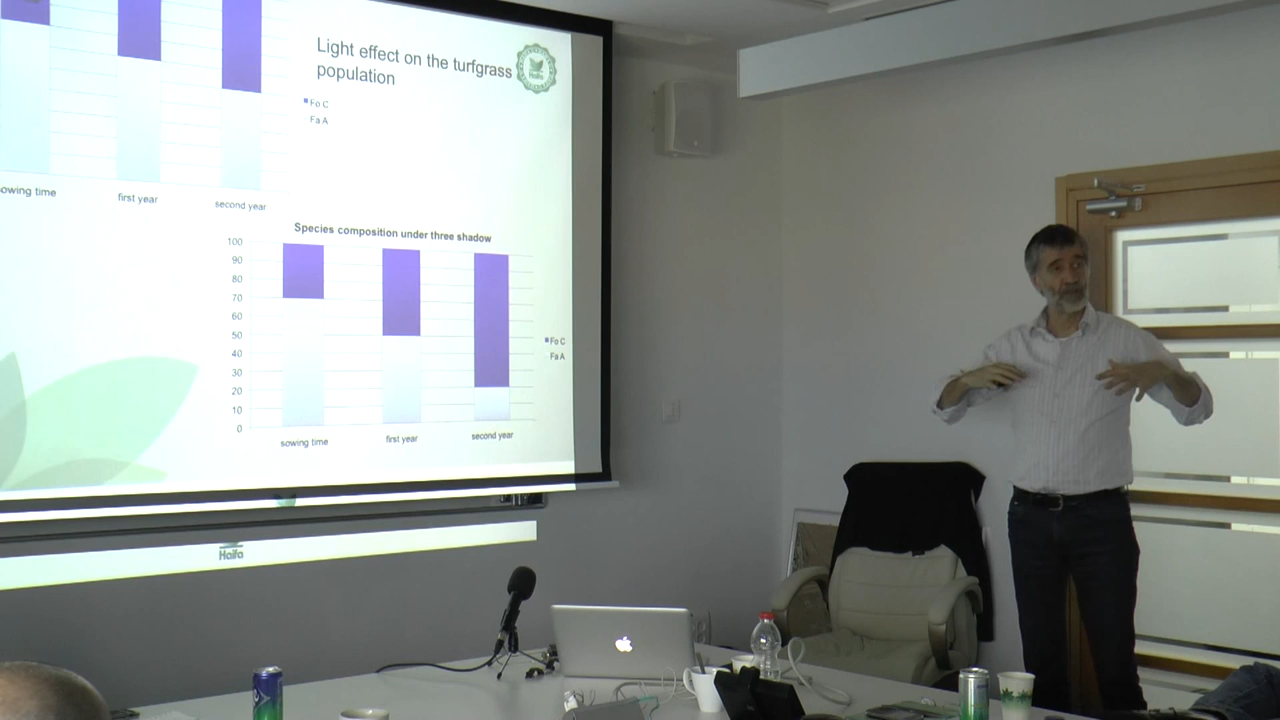 Light effect on the turfgrass
population
Haifa
Fo C
Fa A
owing time
first year
second year
Species composition under three shadow
100
90
80
70
60
50
40
30
20
10
0
Fo C
Fa A
sowing time
first year
second year
Haifa